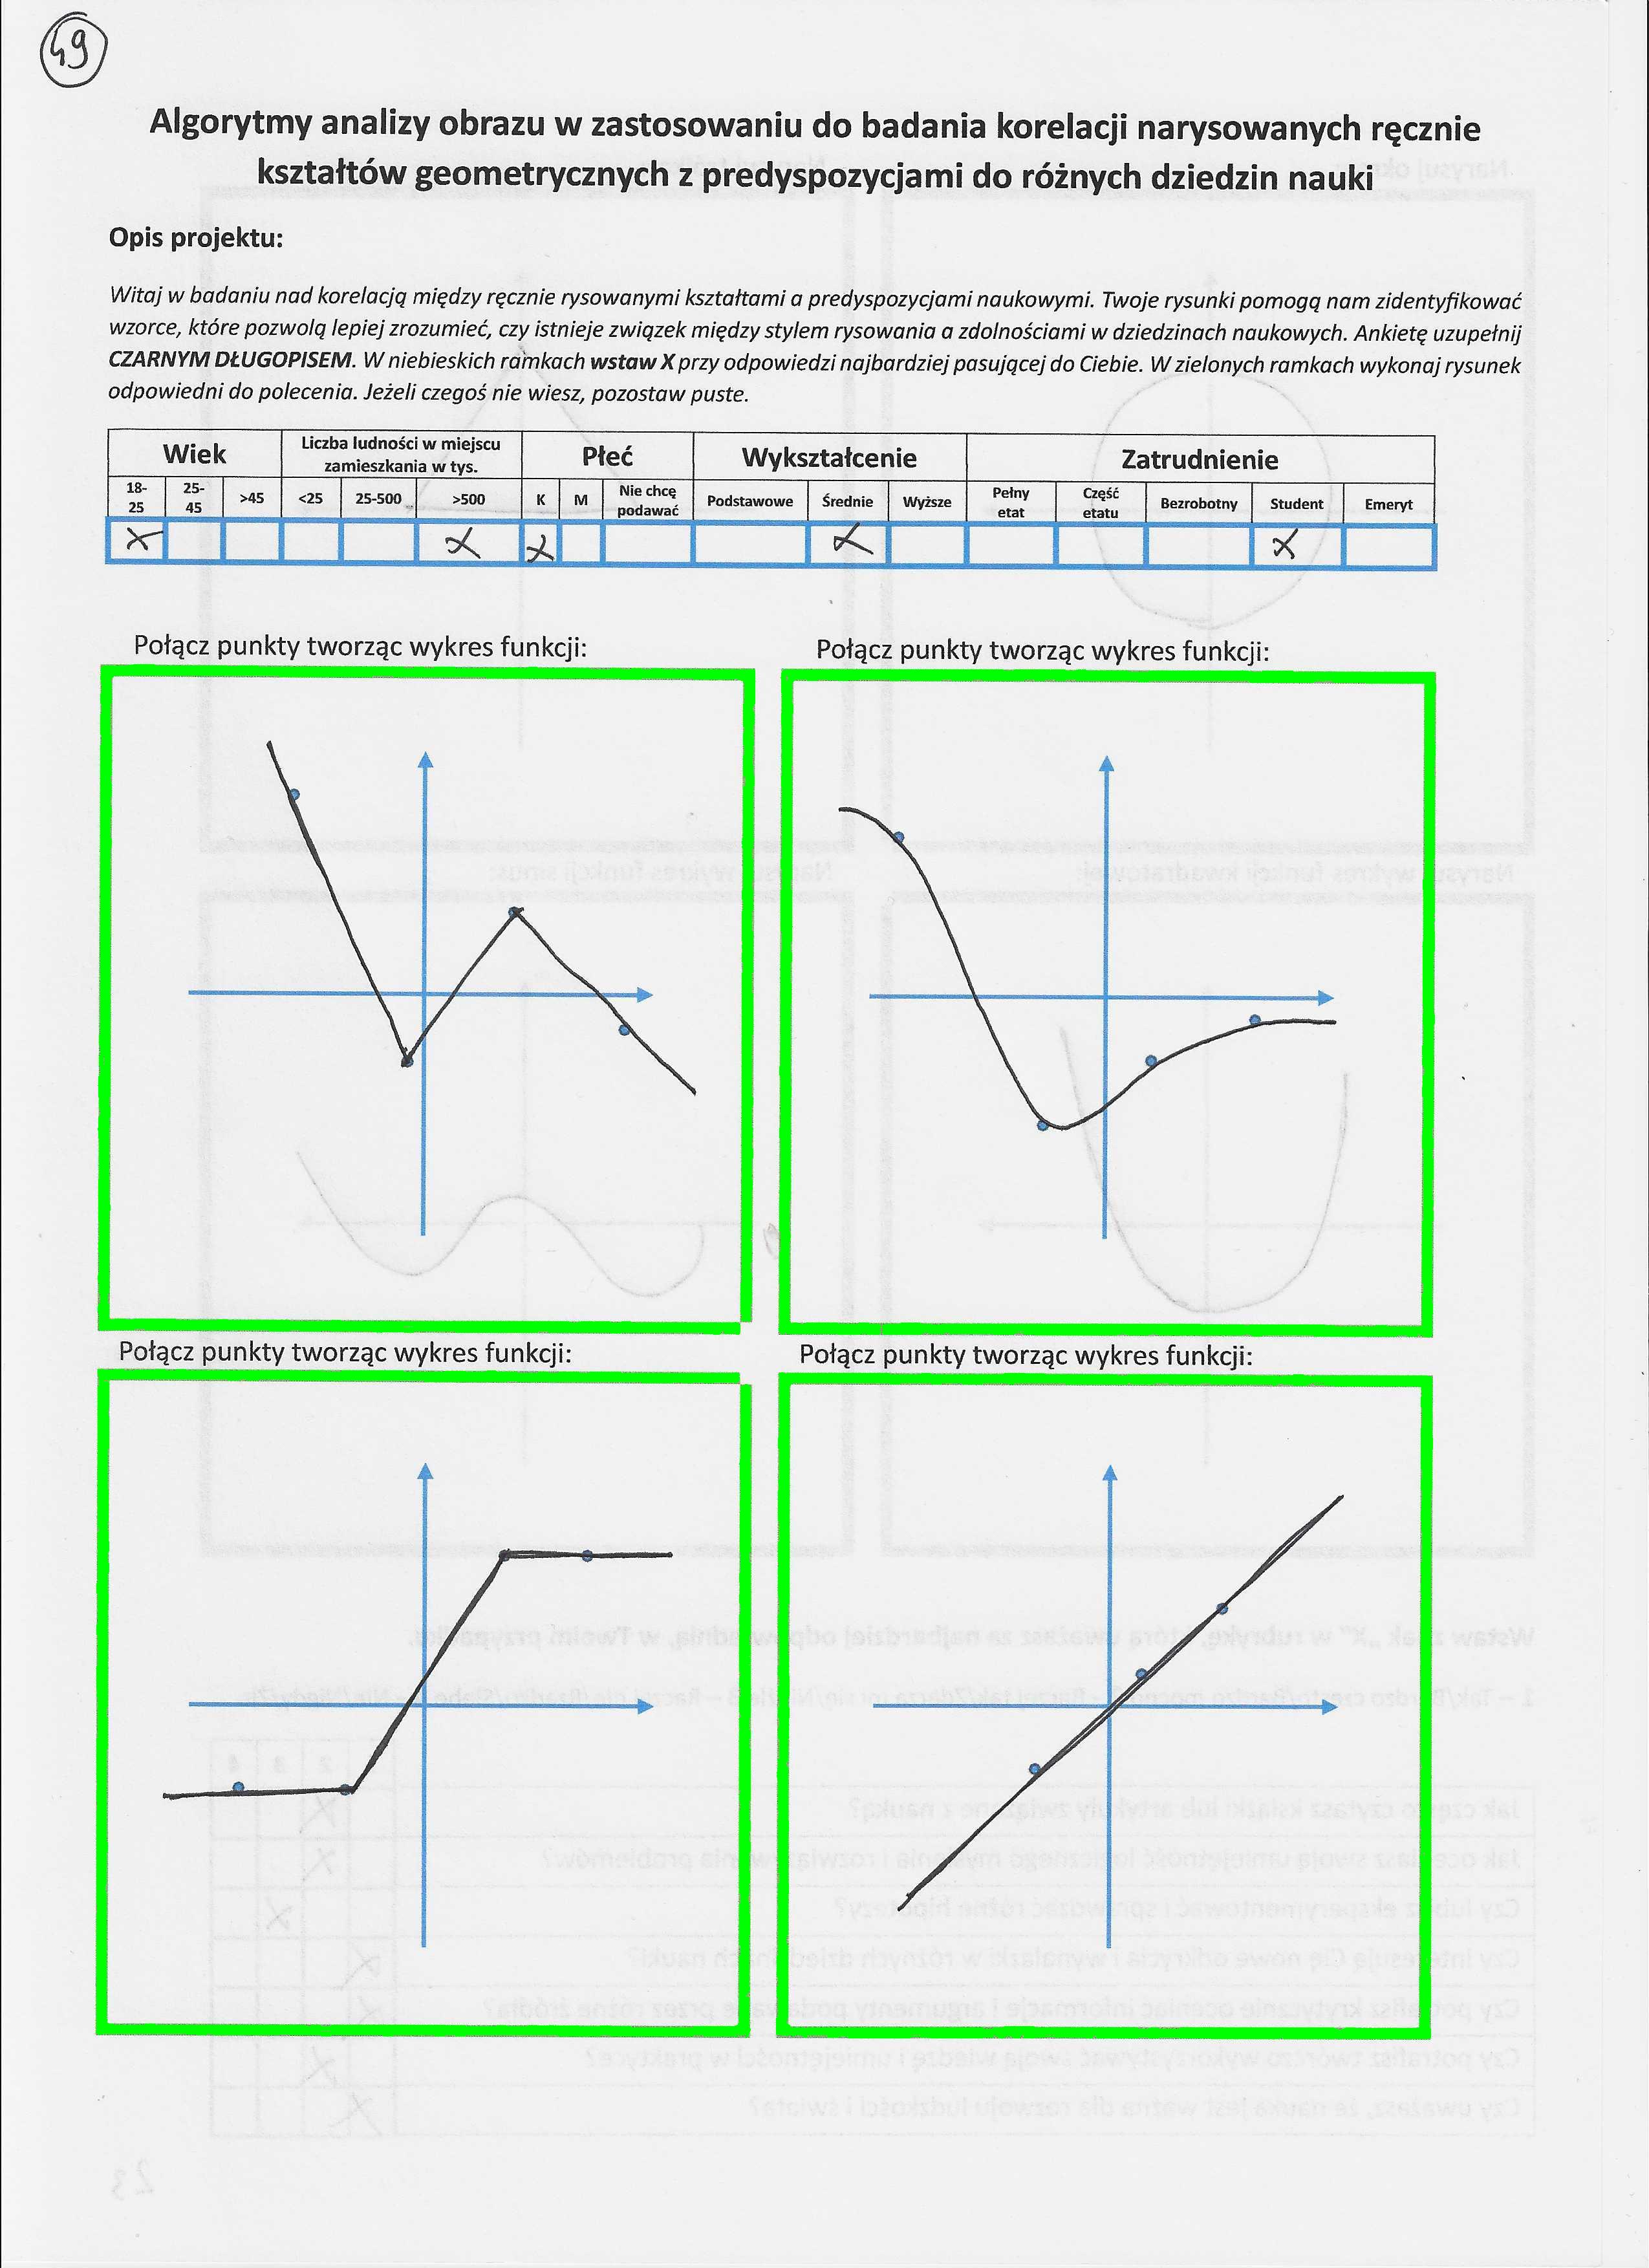 49
Algorytmy analizy obrazu w zastosowaniu do badania korelacji narysowanych ręcznie
kształtów geometrycznych z predyspozycjami do różnych dziedzin nauki
Opis projektu:
Witaj w badaniu nad korelacją między ręcznie rysowanymi kształtami a predyspozycjami naukowymi. Twoje rysunki pomogą nam zidentyfikować
wzorce, które pozwolą lepiej zrozumieć, czy istnieje związek między stylem rysowania a zdolnościami w dziedzinach naukowych. Ankietę uzupełnij
CZARNYM DŁUGOPISEM. W niebieskich ramkach wstaw X przy odpowiedzi najbardziej pasującej do Ciebie. W zielonych ramkach wykonaj rysunek
odpowiedni do polecenia. Jeżeli czegoś nie wiesz, pozostaw puste.
Wiek Liczba ludności w miejscu zamieszkania w tys. Płeć Wykształcenie Zatrudnienie
18-25 25-45 >45 <25 25-500 >500 K M Nie chcę podawać Podstawowe Średnie Wyższe Pełny etat Część etatu Bezrobotny Student Emeryt
X X X X X
Połącz punkty tworząc wykres funkcji: Połącz punkty tworząc wykres funkcji:
Połącz punkty tworząc wykres funkcji: Połącz punkty tworząc wykres funkcji: